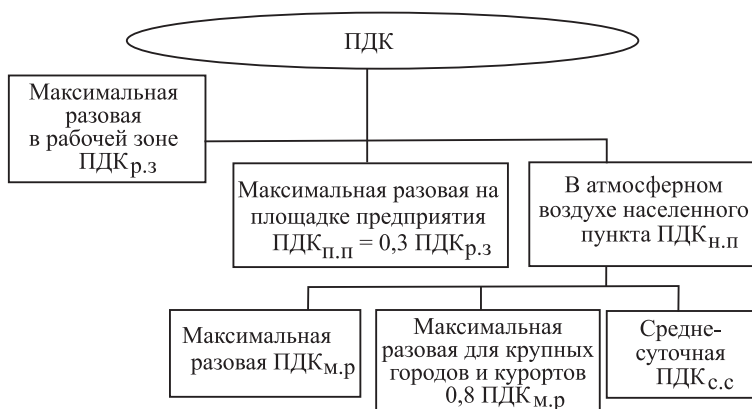 ПДК
Максимальная
разовая
в рабочей зоне
ПДКр.з
Максимальная разовая на
площадке предприятия
ПДКп.п = 0,3 ПДКр.з
В атмосферном
воздухе населенного
пункта ПДКн.п
Максимальная
разовая ПДКм.р
Максимальная
разовая для крупных
городов и курортов
0,8 ПДКм.р
Средне-
суточная
ПДКс.с